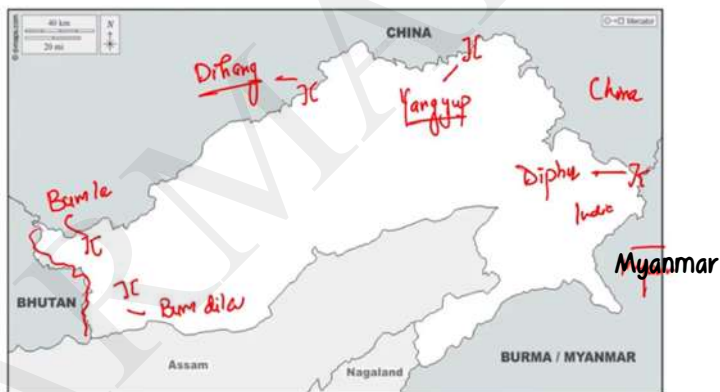 40 km
20 mi
N
Mercator
CHINA
Dihang
Yangyup
China
Diphu
India
Bumla
Myanmar
BHUTAN
Bum dila
Assam
Nagaland
BURMA / MYANMAR